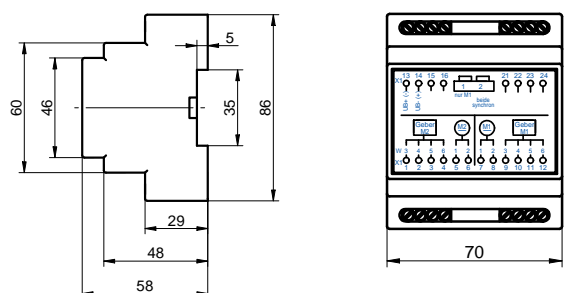 5
60
46
35
86
29
48
58
13 14 15 16
21 22 23 24
X1
1 2
nur M1
beide
synchron
UB+ (-)
UB- (+)
Geber
M2
M2
M1
Geber
M1
W 3 4 5 6 1 2 1 2 3 4 5 6
X1 1 2 3 4 5 6 7 8 9 10 11 12
70